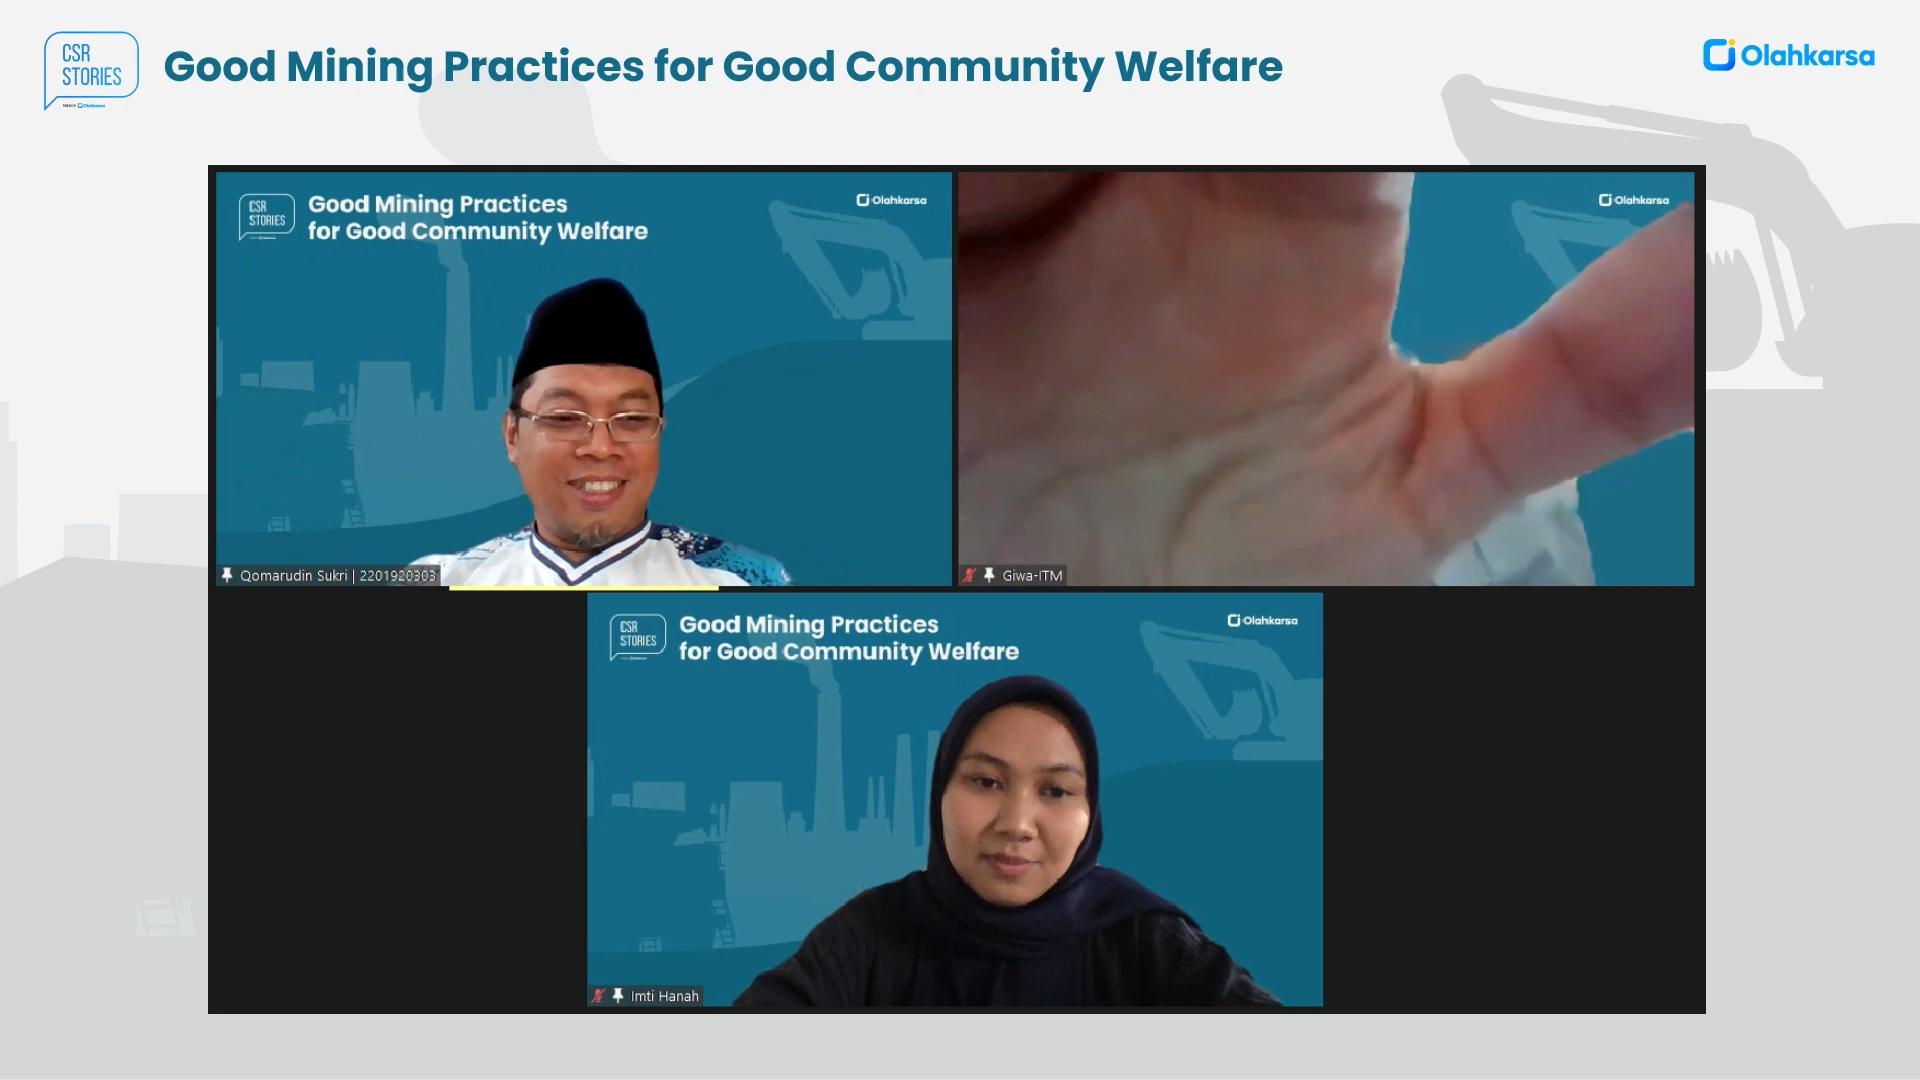 CSR
STORIES
Good Mining Practices for Good Community Welfare
Olahkarsa
Olahkarsa
CSR
STORIES
Good Mining Practices
for Good Community Welfare
Olahkarsa
Qomarudin Sukri | 2201920303
Olahkarsa
Giwa-ITM
CSR
STORIES
Good Mining Practices
for Good Community Welfare
Olahkarsa
Imti Hanah